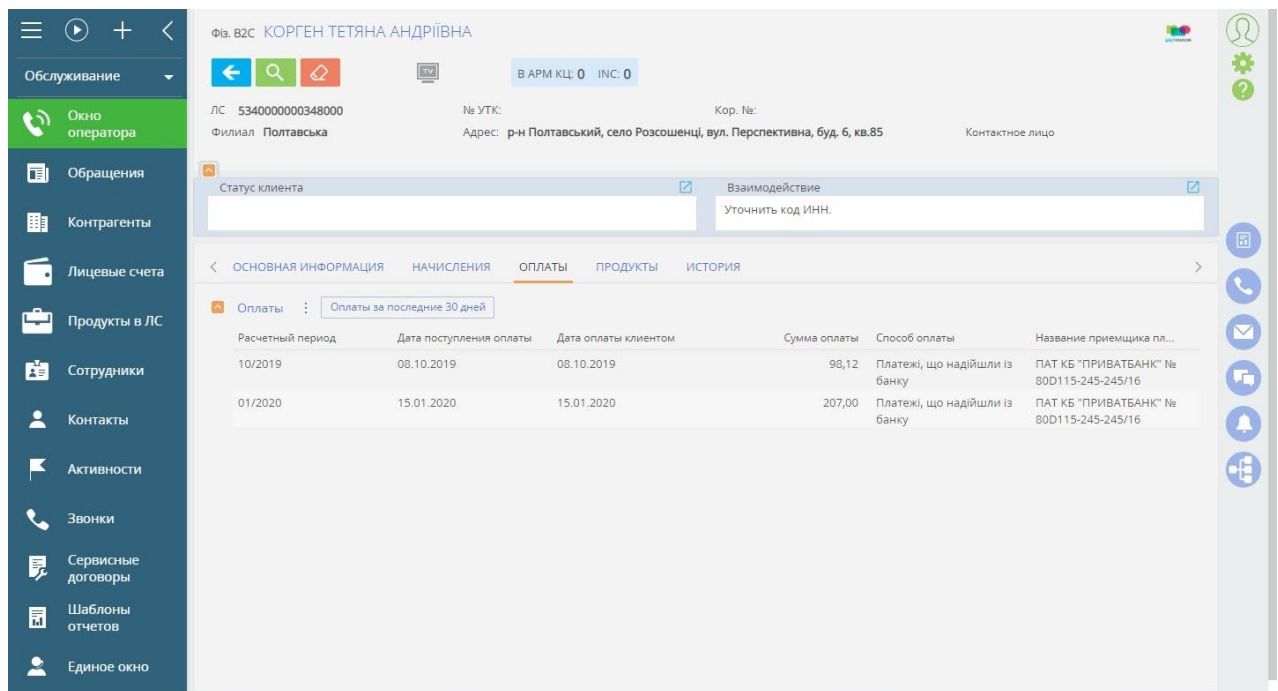 Фіз. B2C КОРГЕН ТЕТЯНА АНДРІЇВНА
Обслуживание
TV
В АРМ КЦ: 0 INC: 0
Окно
оператора
ЛС 5340000000348000 № УТК: Кор. №:
Филиал Полтавська Адрес: р-н Полтавський, село Розсошенці, вул. Перспективна, буд. 6, кв.85 Контактное лицо
Обращения
Статус клиента
Взаимодействие
Уточнить код ИНН.
Контрагенты
ОСНОВНАЯ ИНФОРМАЦИЯ НАЧИСЛЕНИЯ ОПЛАТЫ ПРОДУКТЫ ИСТОРИЯ
Лицевые счета
Оплаты Оплаты за последние 30 дней
Продукты в ЛС
Расчетный период Дата поступления оплаты Дата оплаты клиентом Сумма оплаты Способ оплаты Название приемщика пл...
10/2019 08.10.2019 08.10.2019 98,12 Платежі, що надійшли із ПАТ КБ "ПРИВАТБАНК" №
банку 80D115-245-245/16
01/2020 15.01.2020 15.01.2020 207,00 Платежі, що надійшли із ПАТ КБ "ПРИВАТБАНК" №
банку 80D115-245-245/16
Сотрудники
Контакты
Активности
Звонки
Сервисные
договоры
Шаблоны
отчетов
Единое окно